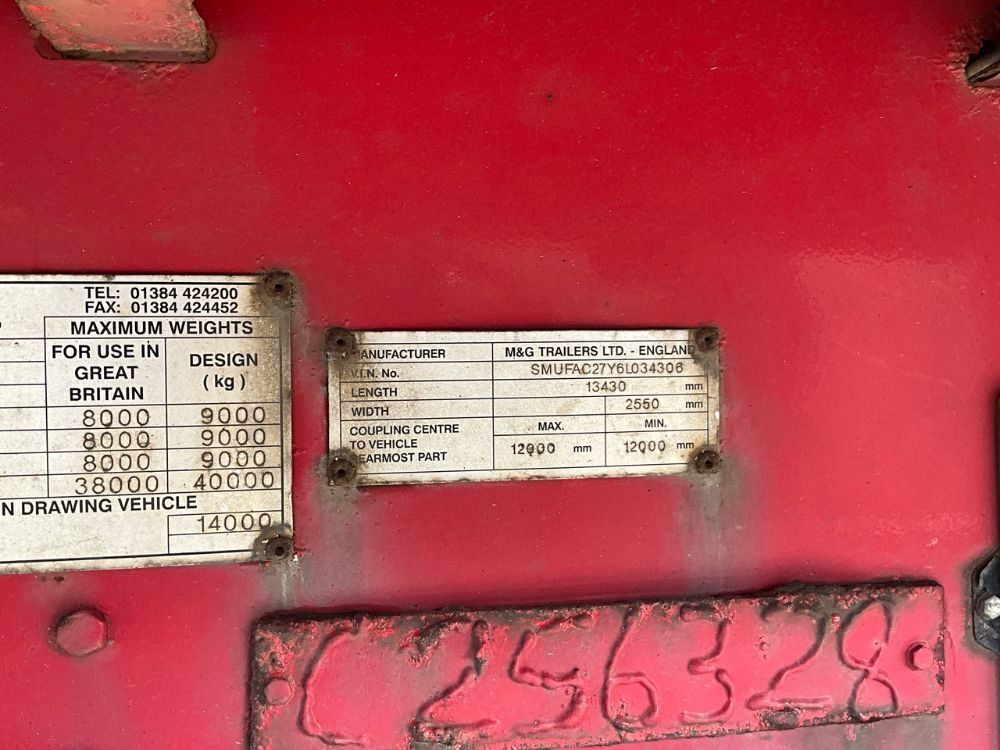 TEL: 01384 424200
FAX: 01384 424452
MAXIMUM WEIGHTS
FOR USE IN GREAT BRITAIN
DESIGN (kg)
8000 9000
8000 9000
8000 9000
38000 40000
N DRAWING VEHICLE
14000
ANUFACTURER M&G TRAILERS LTD. - ENGLAND
V.I.N. No. SMUFAC27Y6L034306
LENGTH 13430 mm
WIDTH 2550 mm
COUPLING CENTRE TO VEHICLE REARMOST PART
MAX. MIN.
12000 mm 12000 mm
C256328